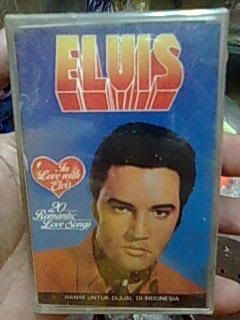 ELVIS
In
Love with
Elvis
20
Romantic
Love Songs
HANYA UNTUK DIJUAL DI INDONESIA